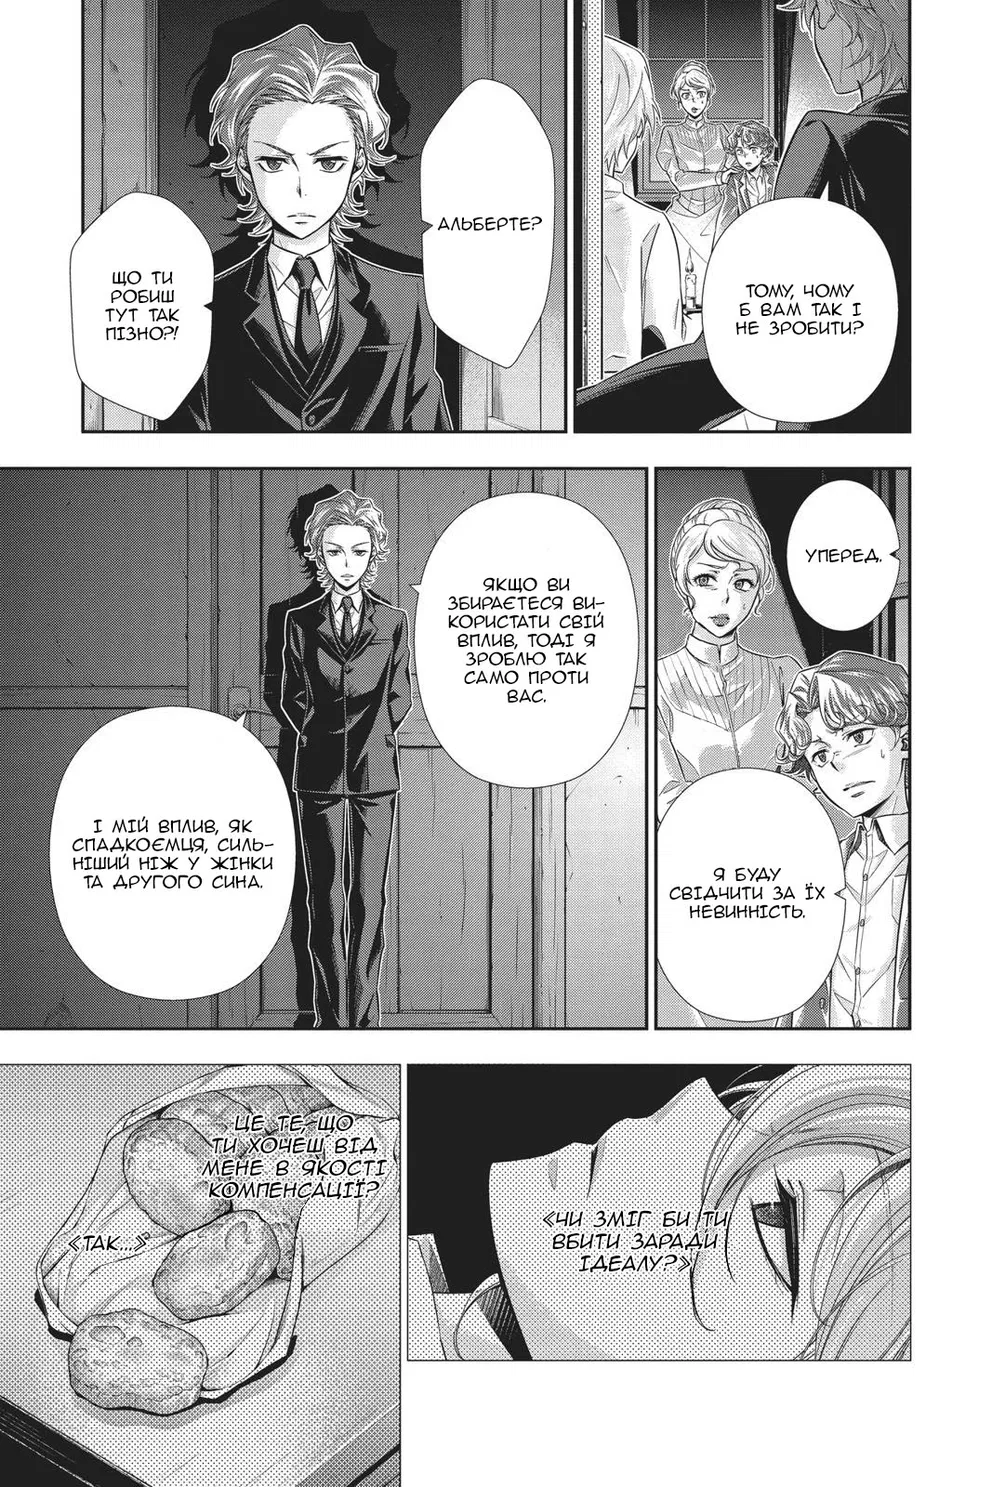 ТОМУ, ЧОМУ
Б ВАМ ТАК І
НЕ ЗРОБИТИ?
АЛЬБЕРТЕ?
ЩО ТИ
РОБИШ
ТУТ ТАК
ПІЗНО?!
УПЕРЕД.
Я БУДУ
СВІДЧИТИ ЗА ЇХ
НЕВИННІСТЬ.
ЯКЩО ВИ
ЗБИРАЄТЕСЯ ВИ-
КОРИСТАТИ СВІЙ
ВПЛИВ, ТОДІ Я
ЗРОБЛЮ ТАК
САМО ПРОТИ
ВАС.
І МІЙ ВПЛИВ, ЯК
СПАДКОЄМЦЯ, СИЛЬ-
НІШИЙ НІЖ У ЖІНКИ
ТА ДРУГОГО СИНА.
《ЧИ ЗМІГ БИ ТИ
ВБИТИ ЗАРАДИ
ІДЕАЛУ?》
ЦЕ ТЕ, ЩО
ТИ ХОЧЕШ ВІД
МЕНЕ В ЯКОСТІ
КОМПЕНСАЦІЇ?
《ТАК...》